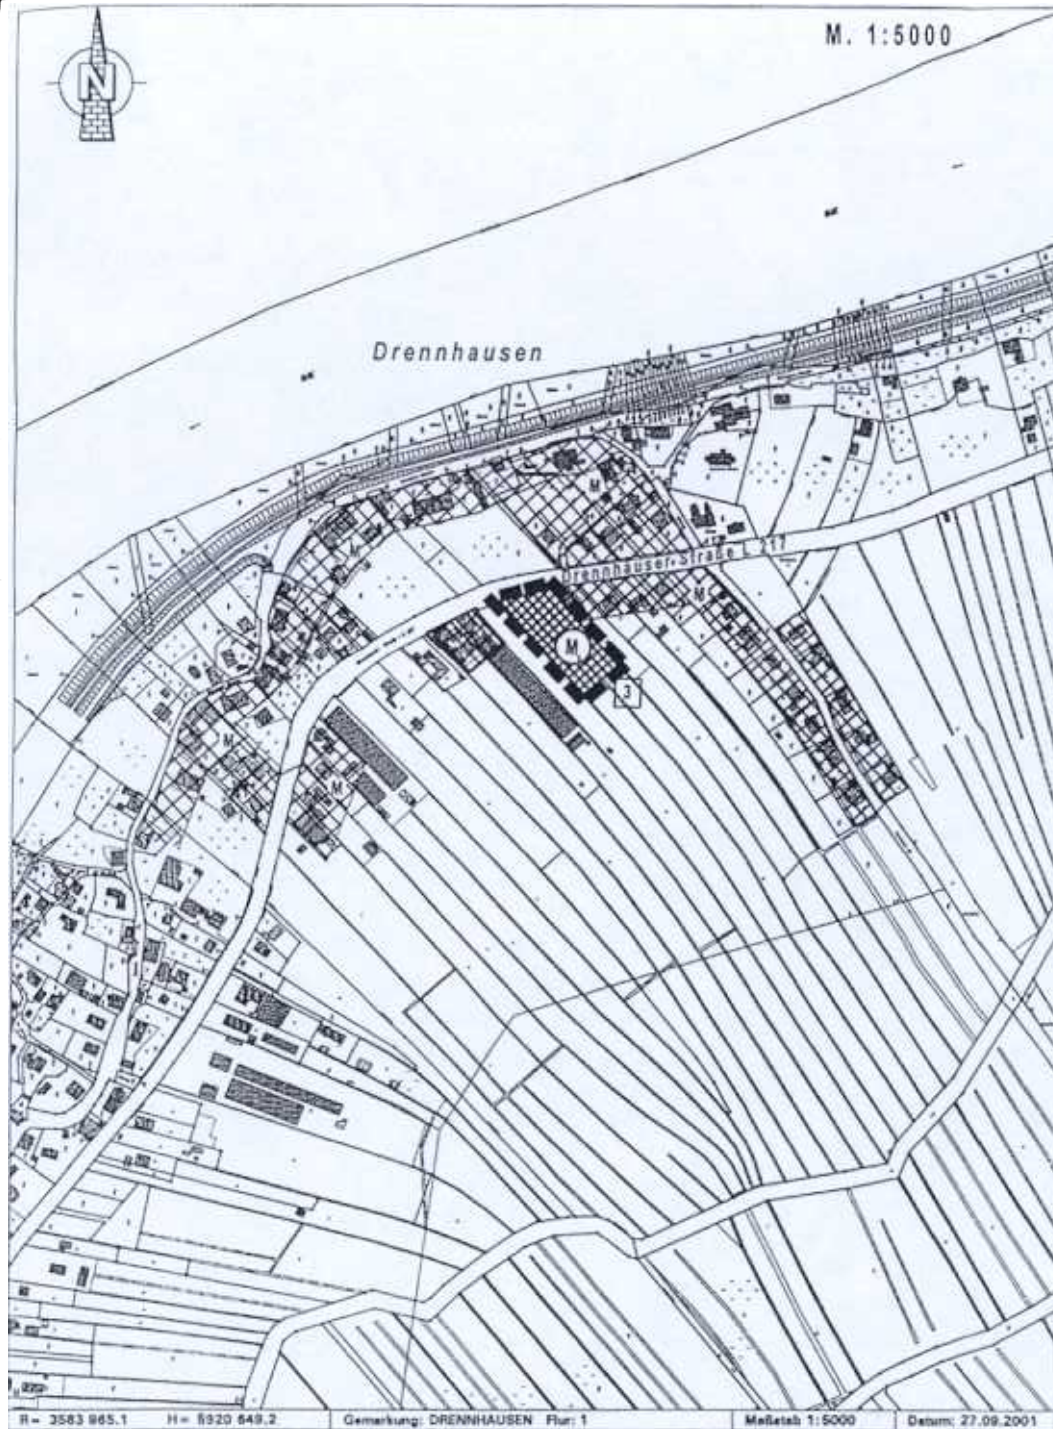 M. 1:5000
N
Drennhausen
M
M
Drennhauser-Straße L 217
M
M
3
M
M
R= 3583 965.1 H= 5920 649.2 Gemarkung: DRENNHAUSEN Flur: 1 Maßstab 1:5000 Datum: 27.09.2001